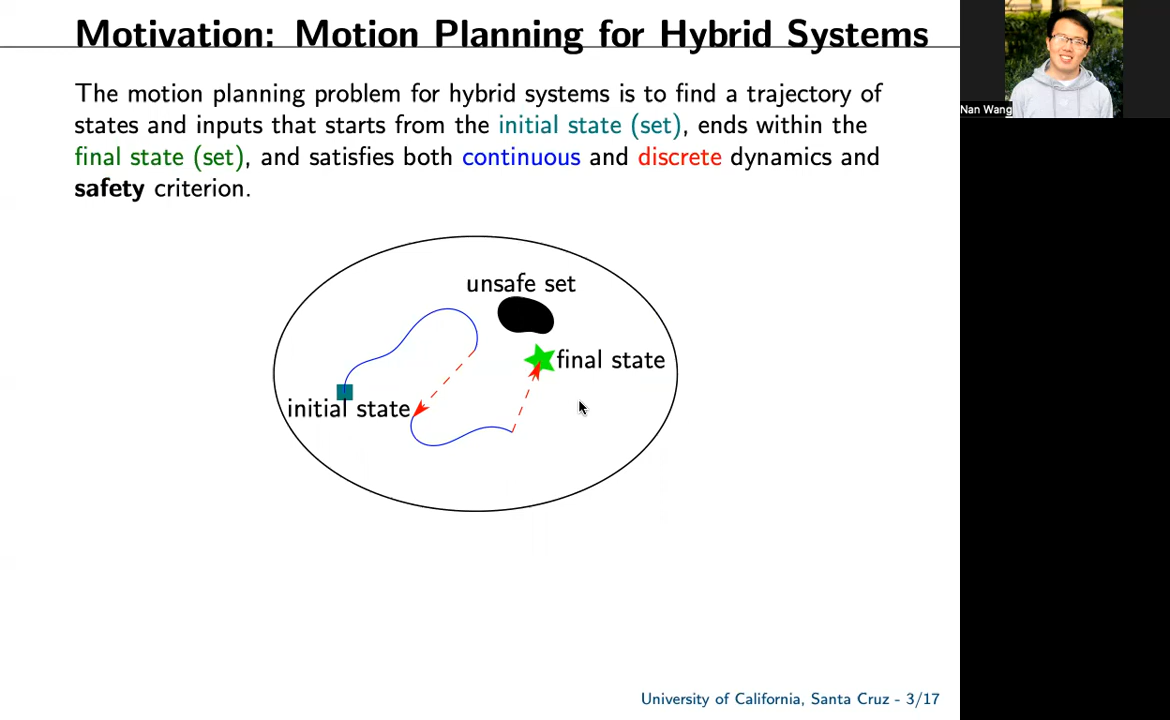 Motivation: Motion Planning for Hybrid Systems
Nan Wang
The motion planning problem for hybrid systems is to find a trajectory of
states and inputs that starts from the initial state (set), ends within the
final state (set), and satisfies both continuous and discrete dynamics and
safety criterion.
unsafe set
final state
initial state
University of California, Santa Cruz - 3/17